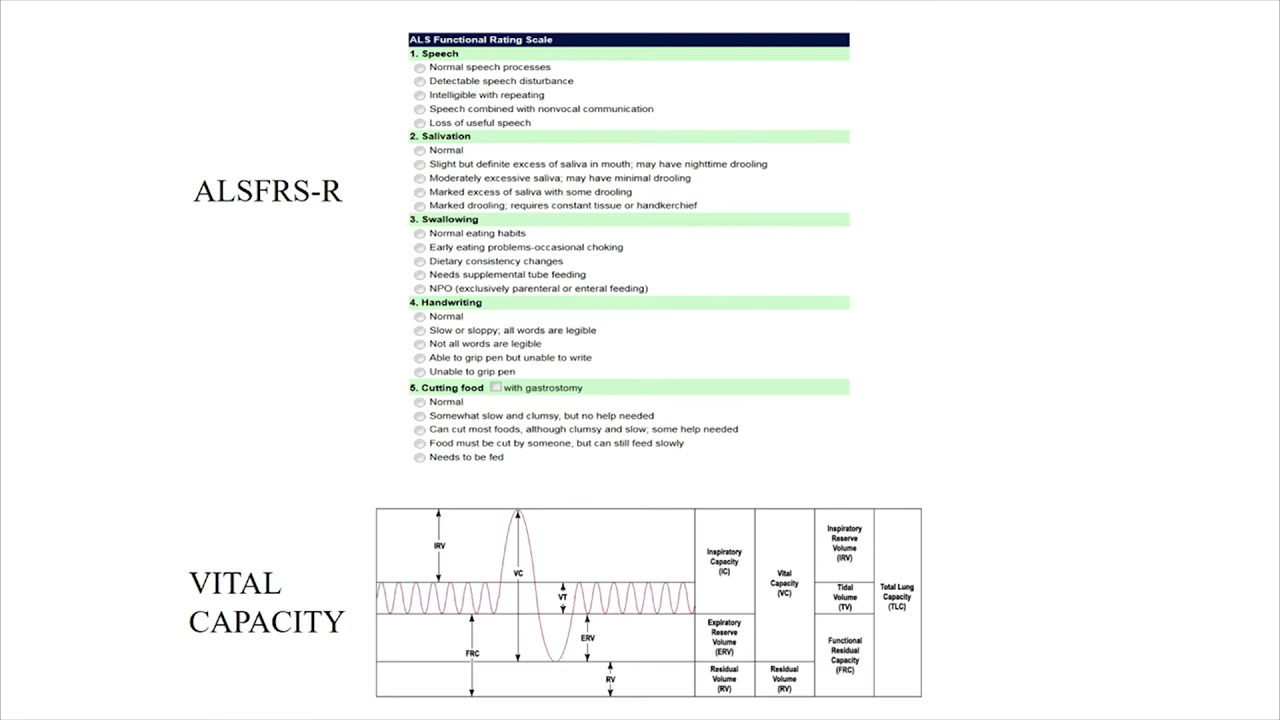 ALS Functional Rating Scale
1. Speech
Normal speech processes
Detectable speech disturbance
Intelligible with repeating
Speech combined with nonvocal communication
Loss of useful speech
2. Salivation
Normal
Slight but definite excess of saliva in mouth; may have nighttime drooling
Moderately excessive saliva; may have minimal drooling
Marked excess of saliva with some drooling
Marked drooling; requires constant tissue or handkerchief
ALSFRS-R
3. Swallowing
Normal eating habits
Early eating problems-occasional choking
Dietary consistency changes
Needs supplemental tube feeding
NPO (exclusively parenteral or enteral feeding)
4. Handwriting
Normal
Slow or sloppy; all words are legible
Not all words are legible
Able to grip pen but unable to write
Unable to grip pen
5. Cutting food with gastrostomy
Normal
Somewhat slow and clumsy, but no help needed
Can cut most foods, although clumsy and slow; some help needed
Food must be cut by someone, but can still feed slowly
Needs to be fed
VITAL
CAPACITY
IRV
VC
VT
ERV
FRC
RV
Inspiratory
Capacity
(IC)
Expiratory
Reserve
Volume
(ERV)
Residual
Volume
(RV)
Vital
Capacity
(VC)
Residual
Volume
(RV)
Inspiratory
Reserve
Volume
(IRV)
Tidal
Volume
(TV)
Functional
Residual
Capacity
(FRC)
Total Lung
Capacity
(TLC)